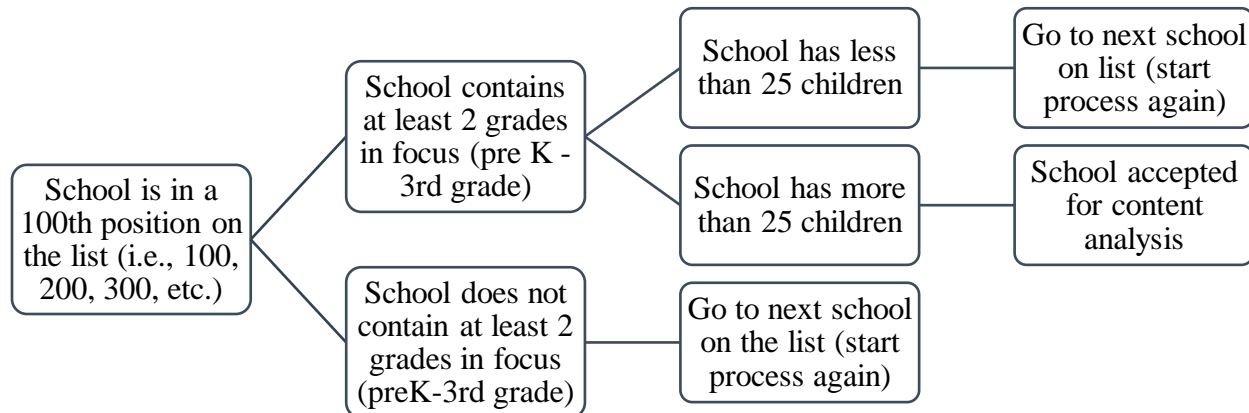 School is in a
100th position on
the list (i.e., 100,
200, 300, etc.)
School contains
at least 2 grades
in focus (pre K -
3rd grade)
School has less
than 25 children
Go to next school
on list (start
process again)
School has more
than 25 children
School accepted
for content
analysis
School does not
contain at least 2
grades in focus
(preK-3rd grade)
Go to next school
on the list (start
process again)